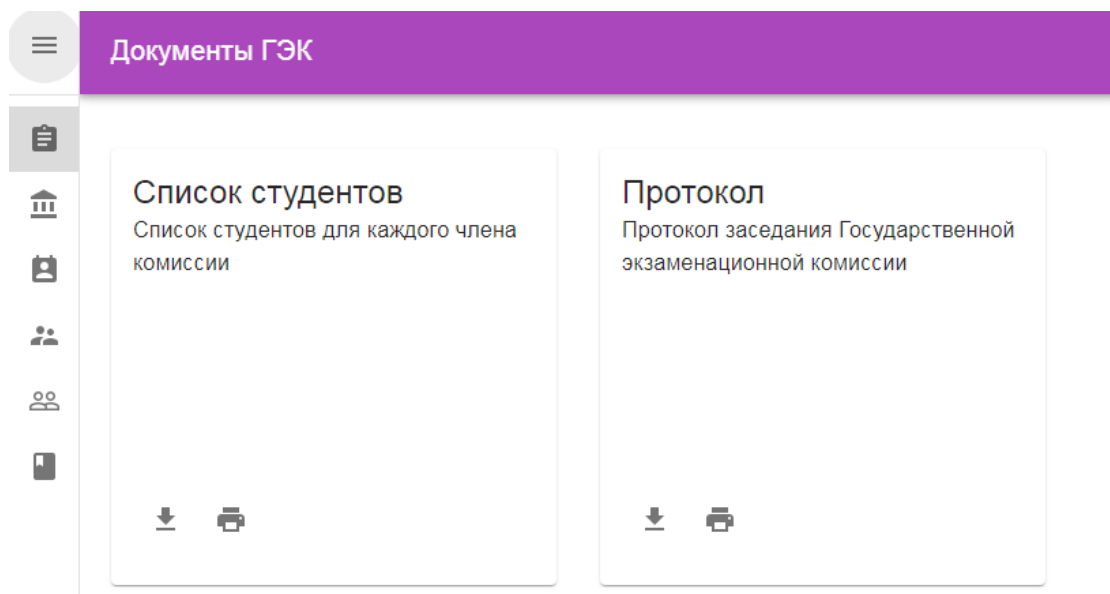 Документы ГЭК
Список студентов
Список студентов для каждого члена
комиссии
Протокол
Протокол заседания Государственной
экзаменационной комиссии